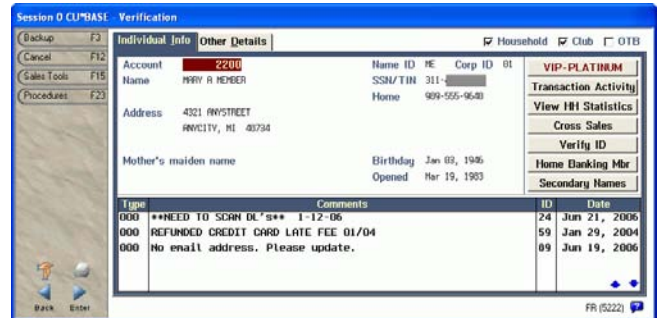 Session 0 CU*BASE - Verification
Backup F3
Cancel F12
Sales Tools F15
Procedures F23
Individual Info Other Details
Household Club OTB
Account 2200 Name ID ME Corp ID 01
Name MARY A MEMBER SSN/TIN 311-
Home 989-555-9640
Address 4321 ANYSTREET
ANYCITY, MI 48734
Mother's maiden name Birthday Jan 03, 1946
Opened Mar 19, 1983
VIP-PLATINUM
Transaction Activity
View HH Statistics
Cross Sales
Verify ID
Home Banking Mbr
Secondary Names
Type Comments ID Date
000 **NEED TO SCAN DL's** 1-12-06 24 Jun 21, 2006
000 REFUNDED CREDIT CARD LATE FEE 01/04 59 Jan 29, 2004
000 No email address. Please update. 09 Jun 19, 2006
Back Enter
FR (5222)